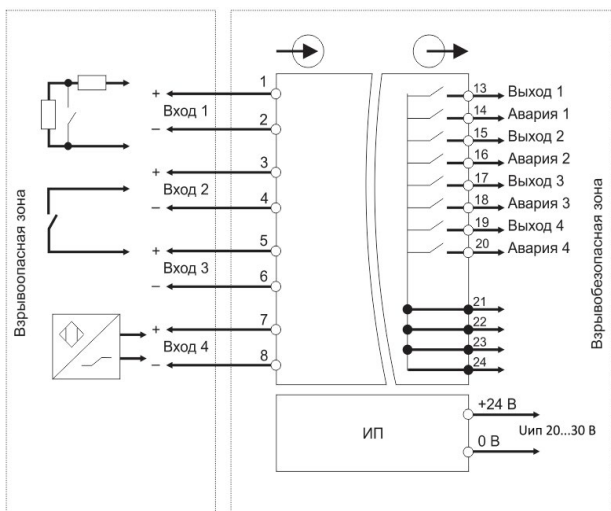 Взрывоопасная зона
Взрывобезопасная зона
+
Вход 1
–
+
Вход 2
–
+
Вход 3
–
+
Вход 4
–
1
2
3
4
5
6
7
8
13 Выход 1
14 Авария 1
15 Выход 2
16 Авария 2
17 Выход 3
18 Авария 3
19 Выход 4
20 Авария 4
21
22
23
24
ИП
+24 В
Uип 20...30 В
0 В